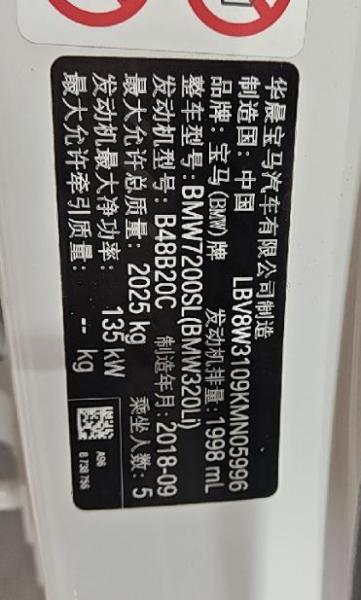 华晨宝马汽车有限公司制造
制造国:中国 LBV8W3109KMN05996
品牌:宝马(BMW)牌 发动机排量:1998 mL
整车型号:BMW7200SL(BMW320Li)
发动机型号:B48B20C 制造年月:2018-09
最大允许总质量:2025 kg 乘坐人数:5
发动机最大净功率:135 kW
最大允许牵引质量:-- kg
A96
8 738 756